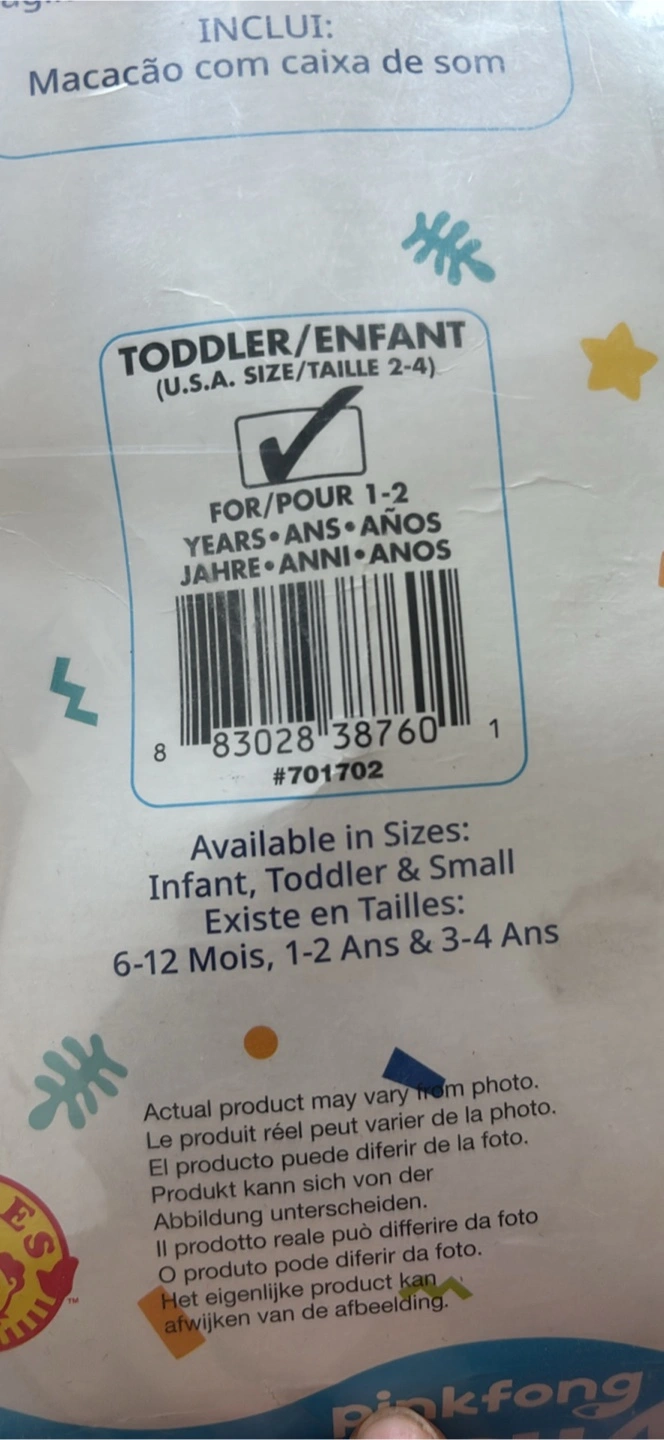 INCLUI:
Macacão com caixa de som
TODDLER/ENFANT
(U.S.A. SIZE/TAILLE 2-4)
FOR/POUR 1-2
YEARS•ANS•AÑOS
JAHRE•ANNI•ANOS
8 83028 38760 1
#701702
Available in Sizes:
Infant, Toddler & Small
Existe en Tailles:
6-12 Mois, 1-2 Ans & 3-4 Ans
Actual product may vary from photo.
Le produit réel peut varier de la photo.
El producto puede diferir de la foto.
Produkt kann sich von der
Abbildung unterscheiden.
Il prodotto reale può differire da foto
O produto pode diferir da foto.
Het eigenlijke product kan
afwijken van de afbeelding.
TM
pinkfong